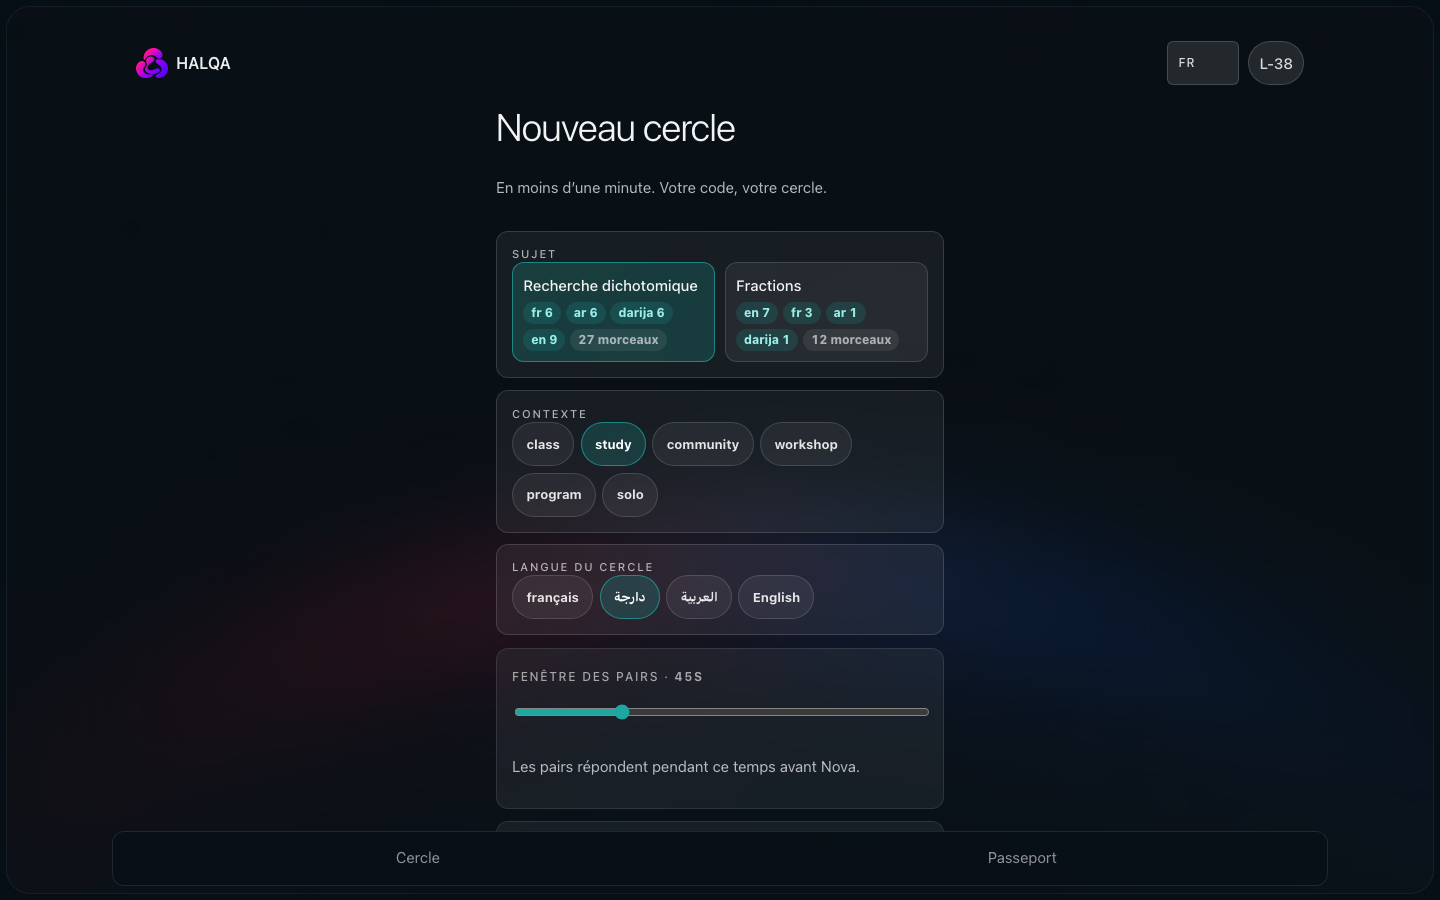 HALQA
FR
L-38
Nouveau cercle
En moins d’une minute. Votre code, votre cercle.
SUJET
Recherche dichotomique
fr 6 ar 6 darija 6
en 9 27 morceaux
Fractions
en 7 fr 3 ar 1
darija 1 12 morceaux
CONTEXTE
class study community workshop
program solo
LANGUE DU CERCLE
français دارجة العربية English
FENÊTRE DES PAIRS · 45S
Les pairs répondent pendant ce temps avant Nova.
Cercle Passeport